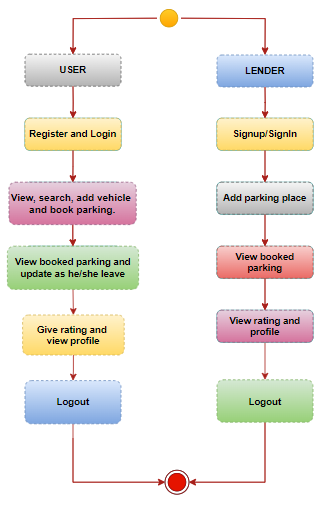 USER
Register and Login
View, search, add vehicle
and book parking.
View booked parking and
update as he/she leave
Give rating and
view profile
Logout
LENDER
Signup/SignIn
Add parking place
View booked
parking
View rating and
profile
Logout